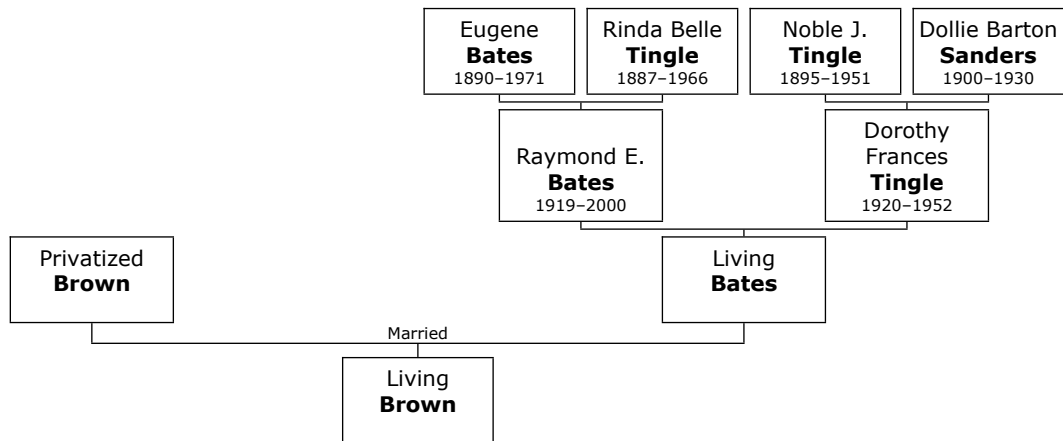 Eugene
Bates
1890–1971
Rinda Belle
Tingle
1887–1966
Noble J.
Tingle
1895–1951
Dollie Barton
Sanders
1900–1930
Raymond E.
Bates
1919–2000
Dorothy
Frances
Tingle
1920–1952
Privatized
Brown
Living
Bates
Married
Living
Brown